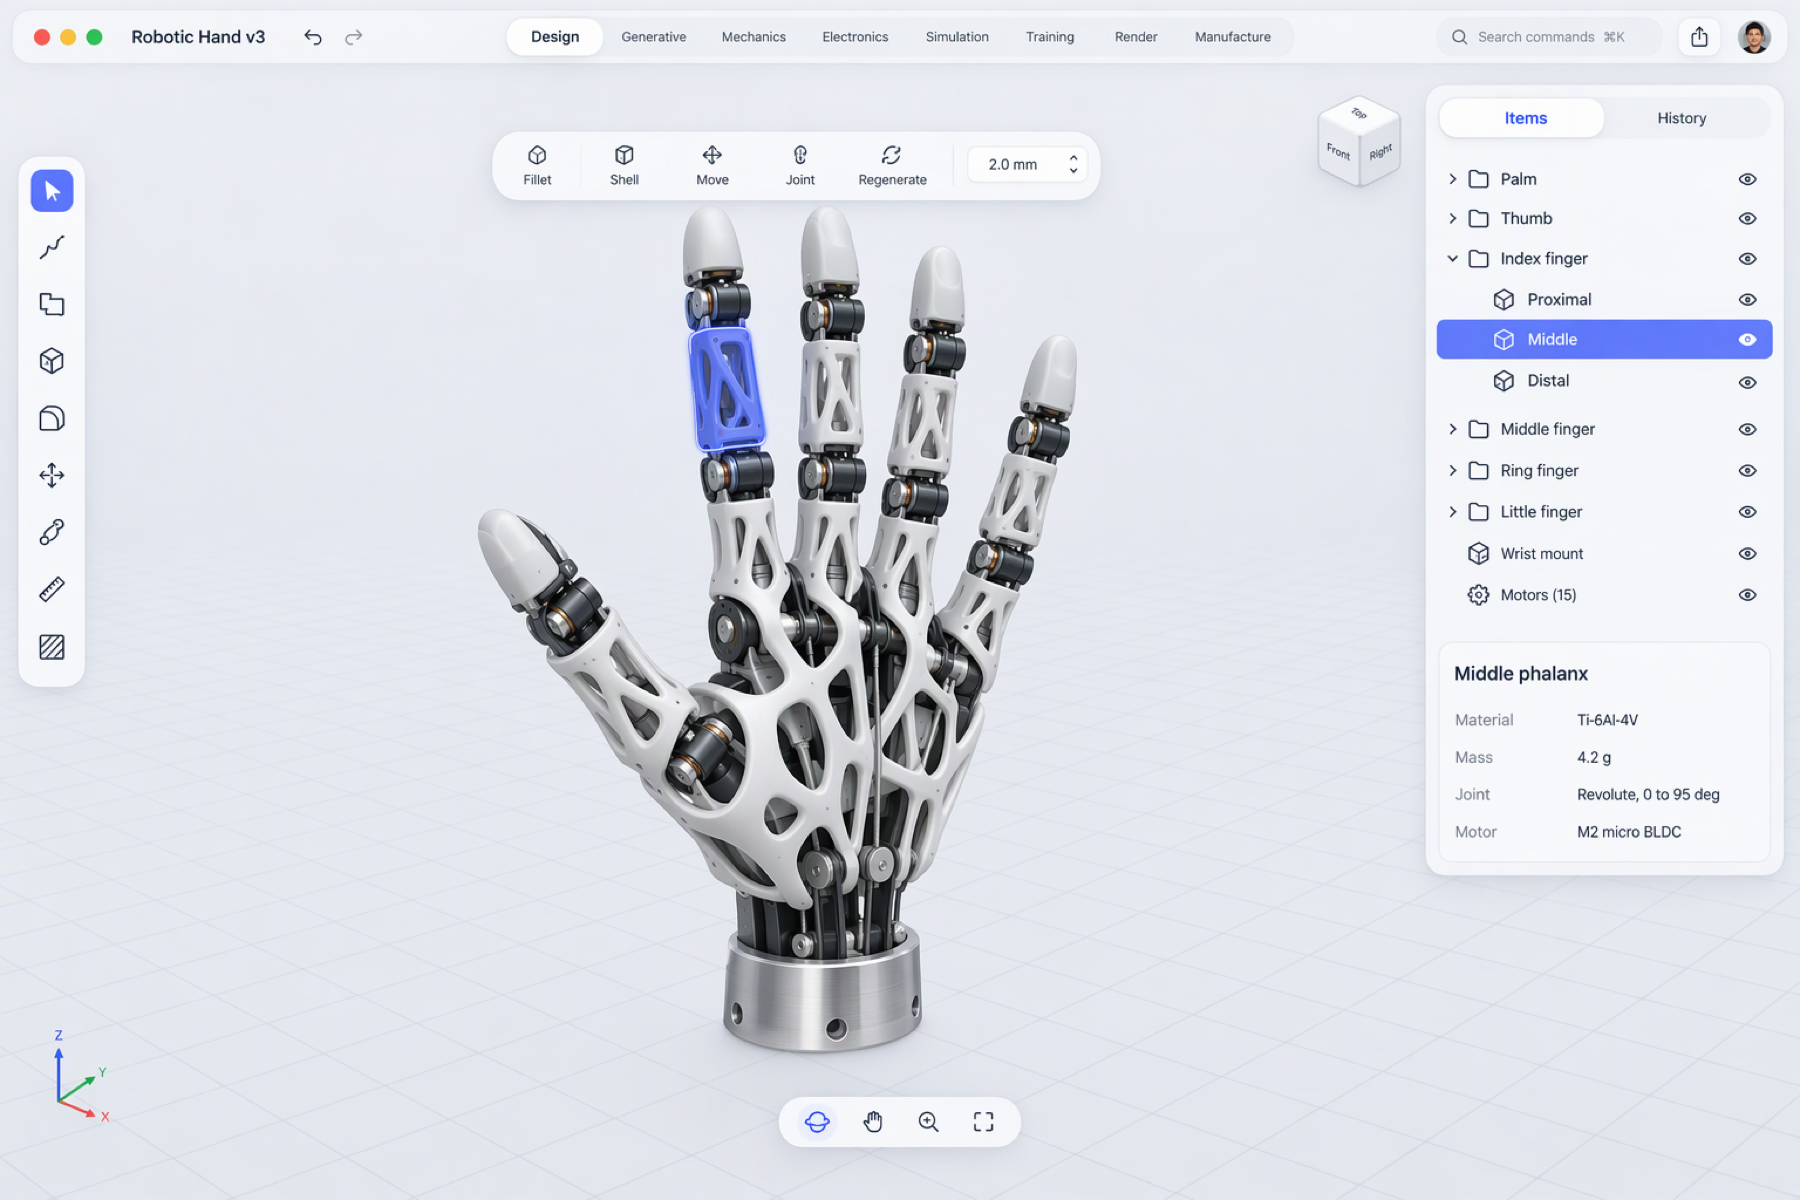 Robotic Hand v3
Design
Generative
Mechanics
Electronics
Simulation
Training
Render
Manufacture
Search commands ⌘K
Fillet
Shell
Move
Joint
Regenerate
2.0 mm
Top
Front
Right
Items
History
Palm
Thumb
Index finger
Proximal
Middle
Distal
Middle finger
Ring finger
Little finger
Wrist mount
Motors (15)
Middle phalanx
Material Ti-6Al-4V
Mass 4.2 g
Joint Revolute, 0 to 95 deg
Motor M2 micro BLDC
Z
Y
X